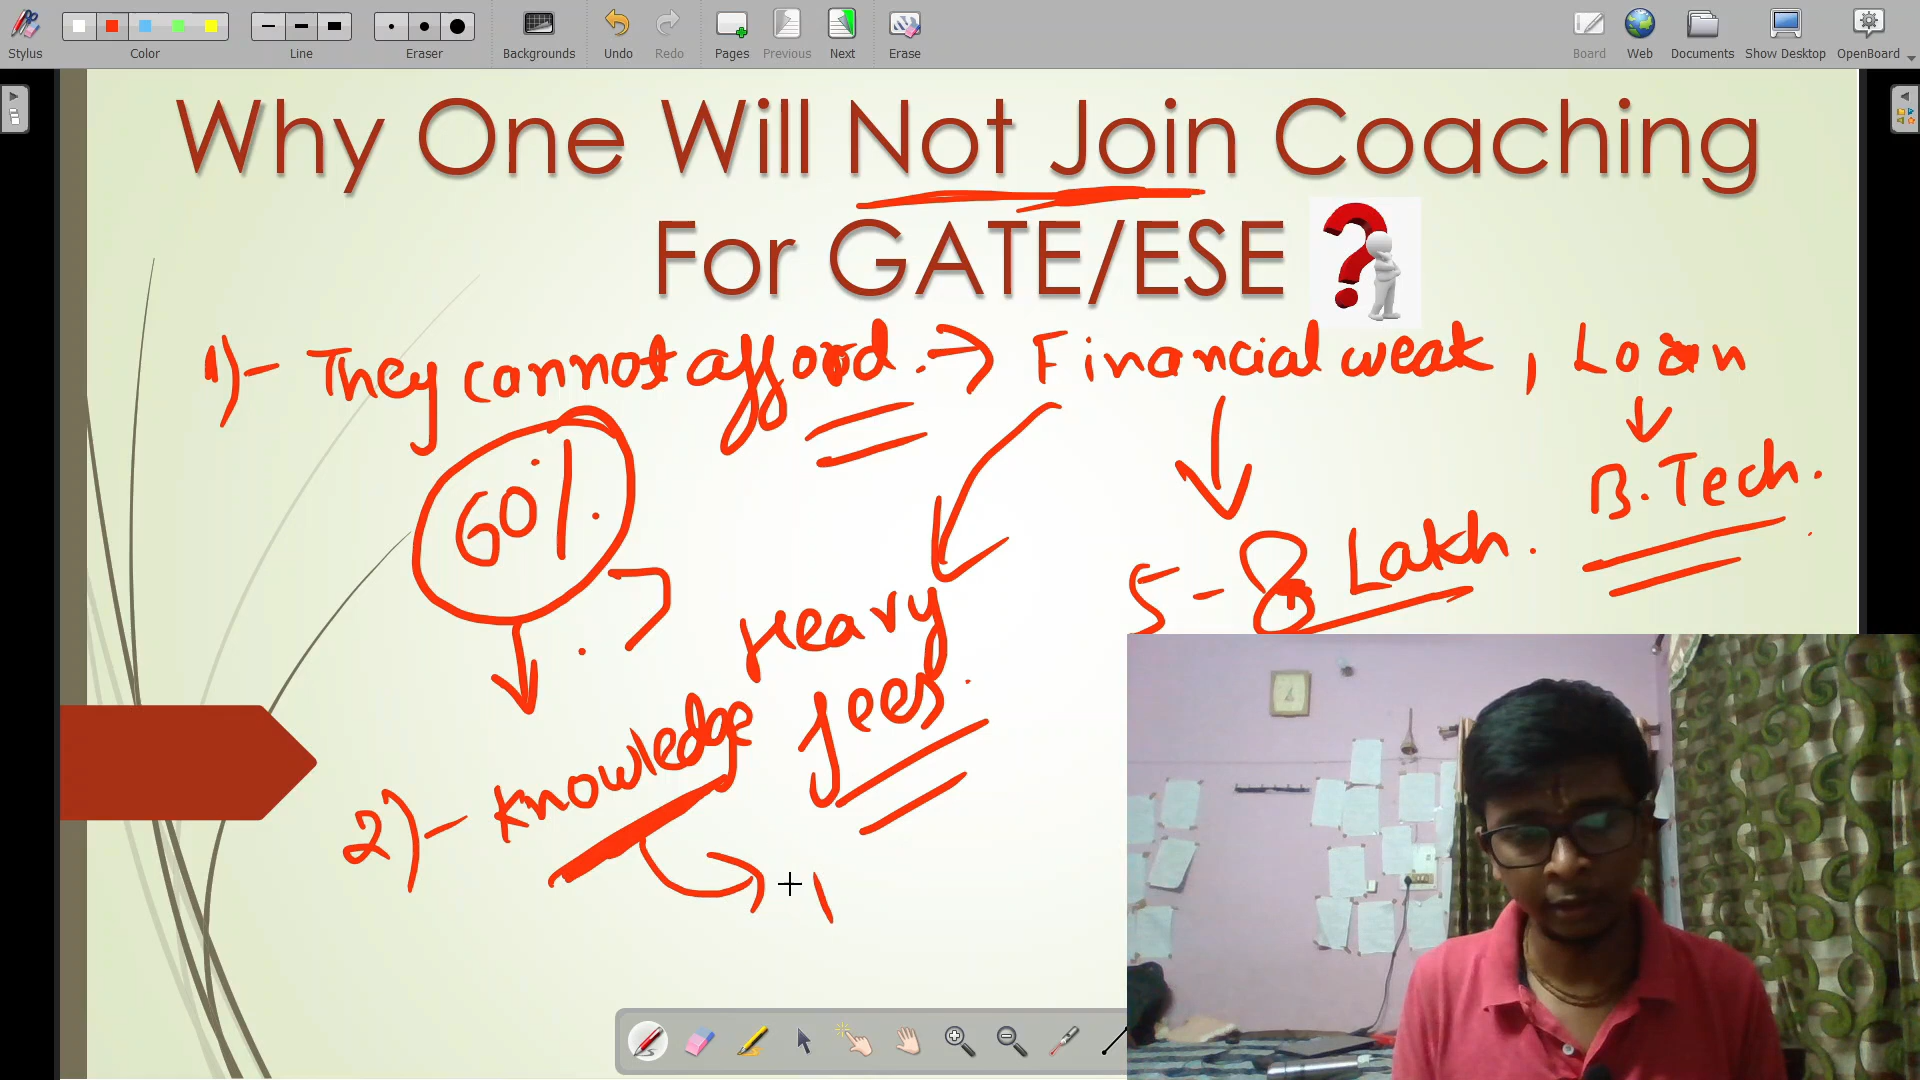 Stylus Color Line Eraser Backgrounds Undo Redo Pages Previous Next Erase Board Web Documents Show Desktop OpenBoard
Why One Will Not Join Coaching
For GATE/ESE ?
1)- They cannot afford. → Financial weak, Loan
60%
B.Tech.
5-8 Lakh.
Heavy
fees.
2)- Knowledge